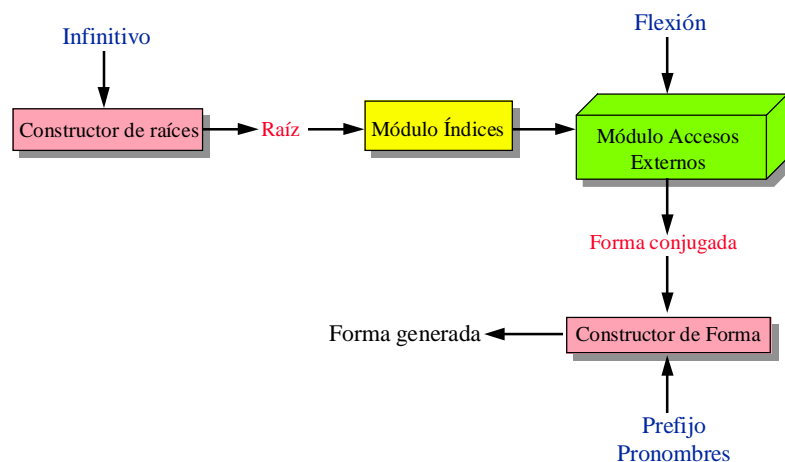 Infinitivo
Flexión
Constructor de raíces
Raíz
Módulo Índices
Módulo Accesos
Externos
Forma conjugada
Forma generada
Constructor de Forma
Prefijo
Pronombres